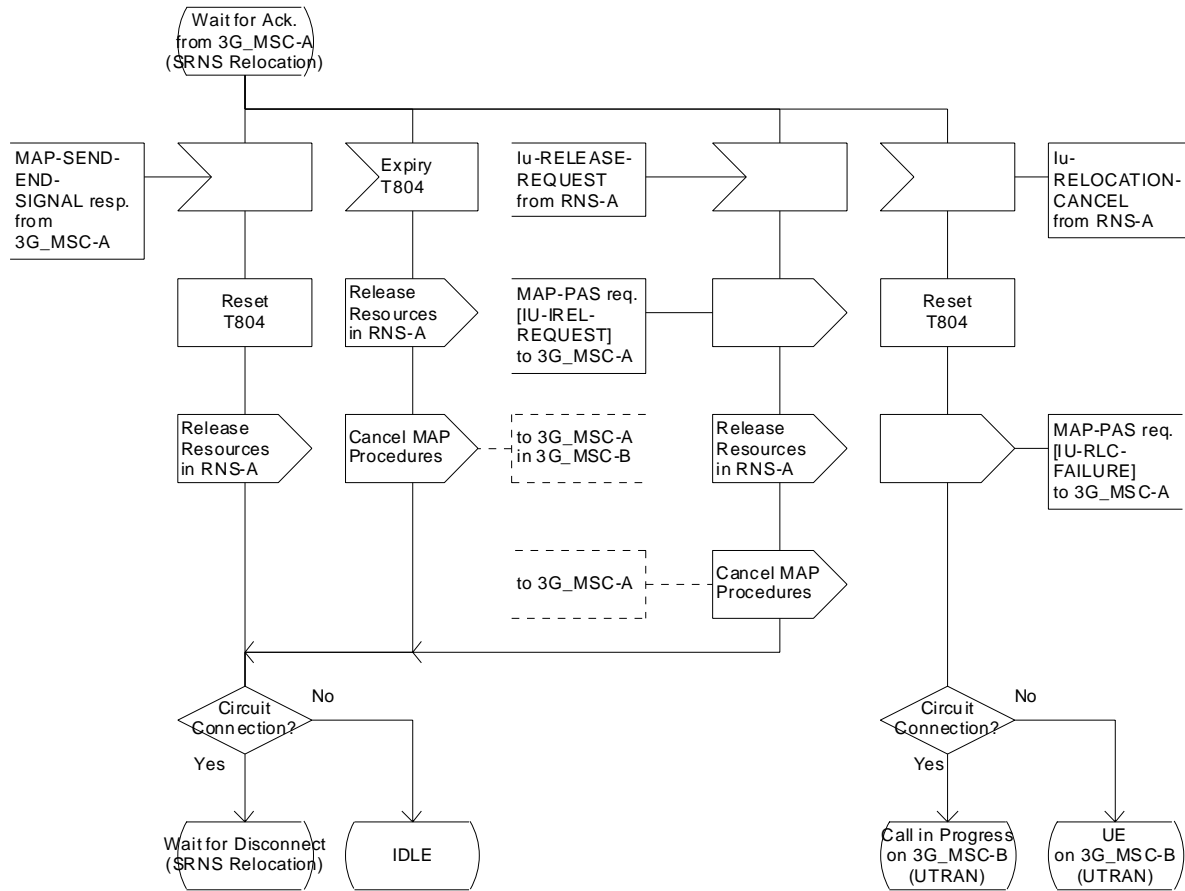 Wait for Ack.
from 3G_MSC-A
(SRNS Relocation)
MAP-SEND-
END-
SIGNAL resp.
from
3G_MSC-A
Expiry
T804
Iu-RELEASE-
REQUEST
from RNS-A
Iu-
RELOCATION-
CANCEL
from RNS-A
Reset
T804
Release
Resources
in RNS-A
MAP-PAS req.
[IU-IREL-
REQUEST]
to 3G_MSC-A
Reset
T804
Release
Resources
in RNS-A
Cancel MAP
Procedures
to 3G_MSC-A
in 3G_MSC-B
Release
Resources
in RNS-A
MAP-PAS req.
[IU-RLC-
FAILURE]
to 3G_MSC-A
to 3G_MSC-A
Cancel MAP
Procedures
Circuit
Connection?
No
Yes
Circuit
Connection?
No
Yes
Wait for Disconnect
(SRNS Relocation)
IDLE
Call in Progress
on 3G_MSC-B
(UTRAN)
UE
on 3G_MSC-B
(UTRAN)